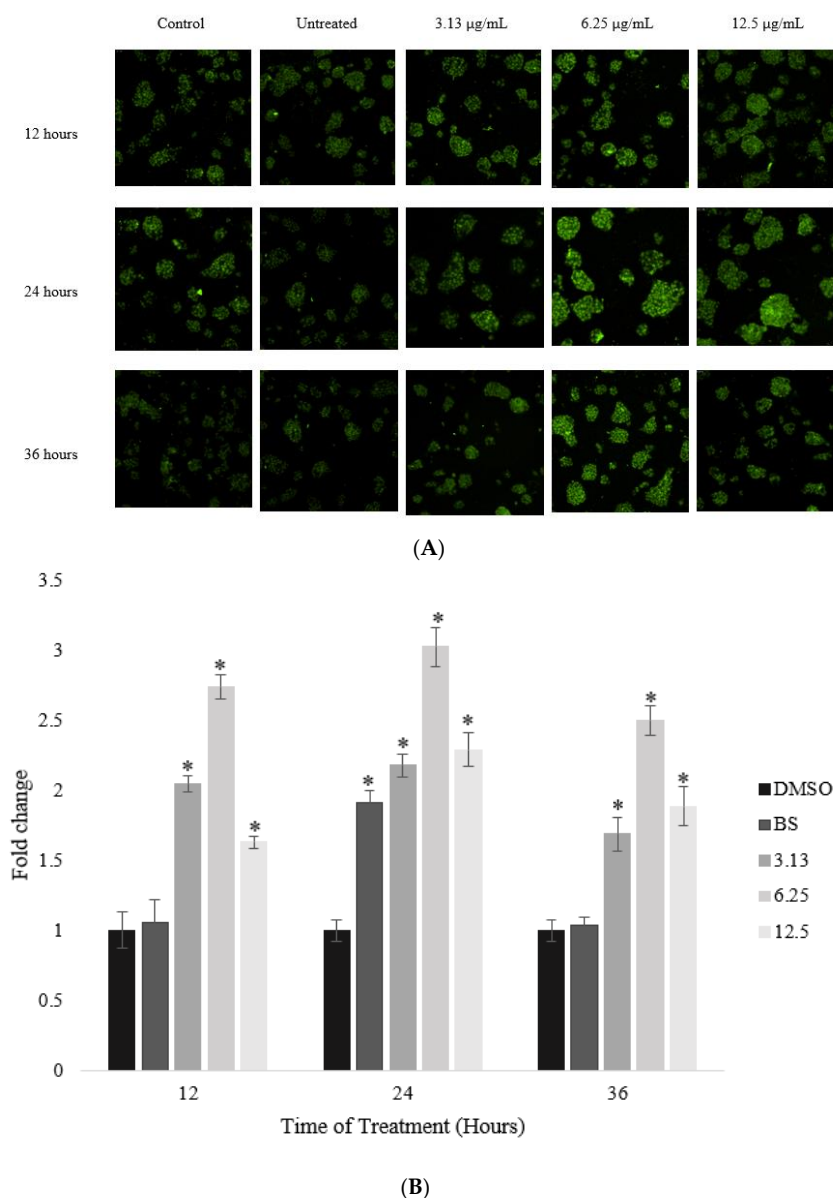 Control Untreated 3.13 µg/mL 6.25 µg/mL 12.5 µg/mL
12 hours
24 hours
36 hours
(A)
3.5
3
2.5
2
1.5
1
0.5
0
Fold change
* * *
* * * *
* * *
DMSO
BS
3.13
6.25
12.5
12 24 36
Time of Treatment (Hours)
(B)